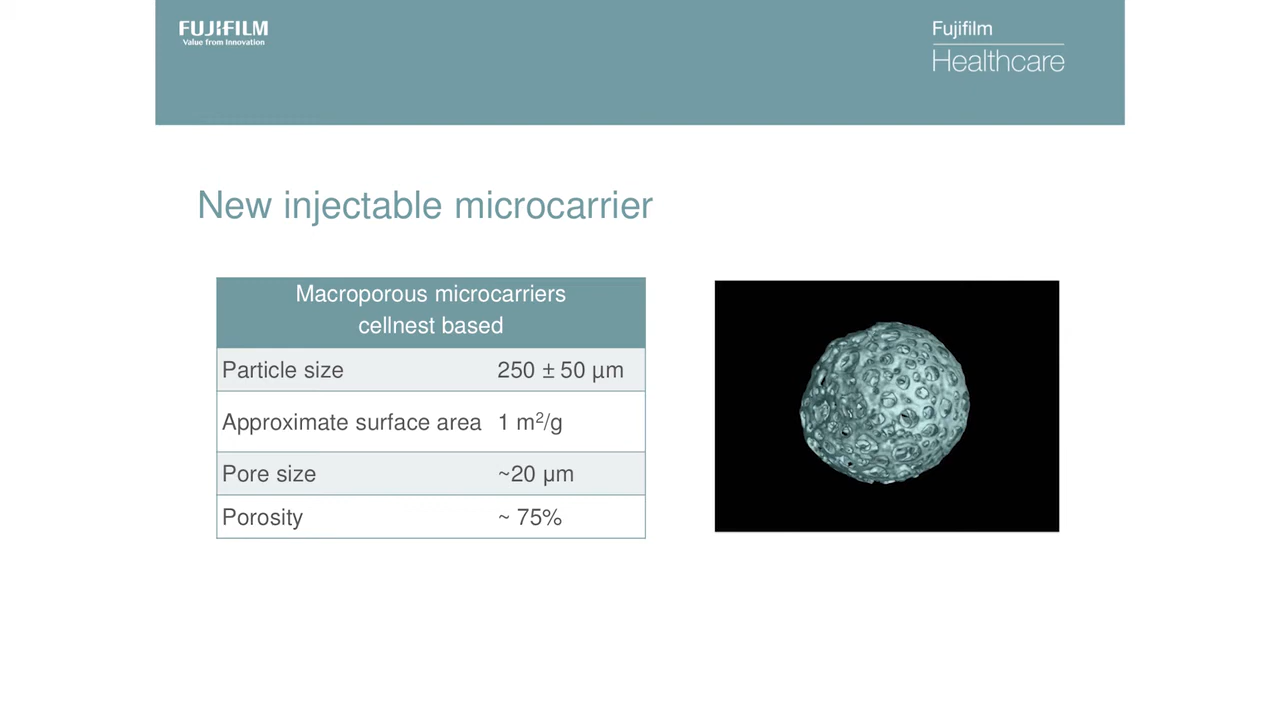 FUJIFILM
Value from Innovation
Fujifilm
Healthcare
New injectable microcarrier
Macroporous microcarriers
cellnest based
Particle size 250 ± 50 µm
Approximate surface area 1 m²/g
Pore size ~20 µm
Porosity ~ 75%